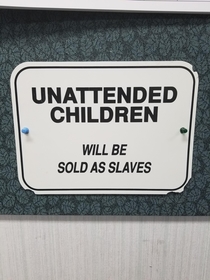 UNATTENDED
CHILDREN
WILL BE
SOLD AS SLAVES